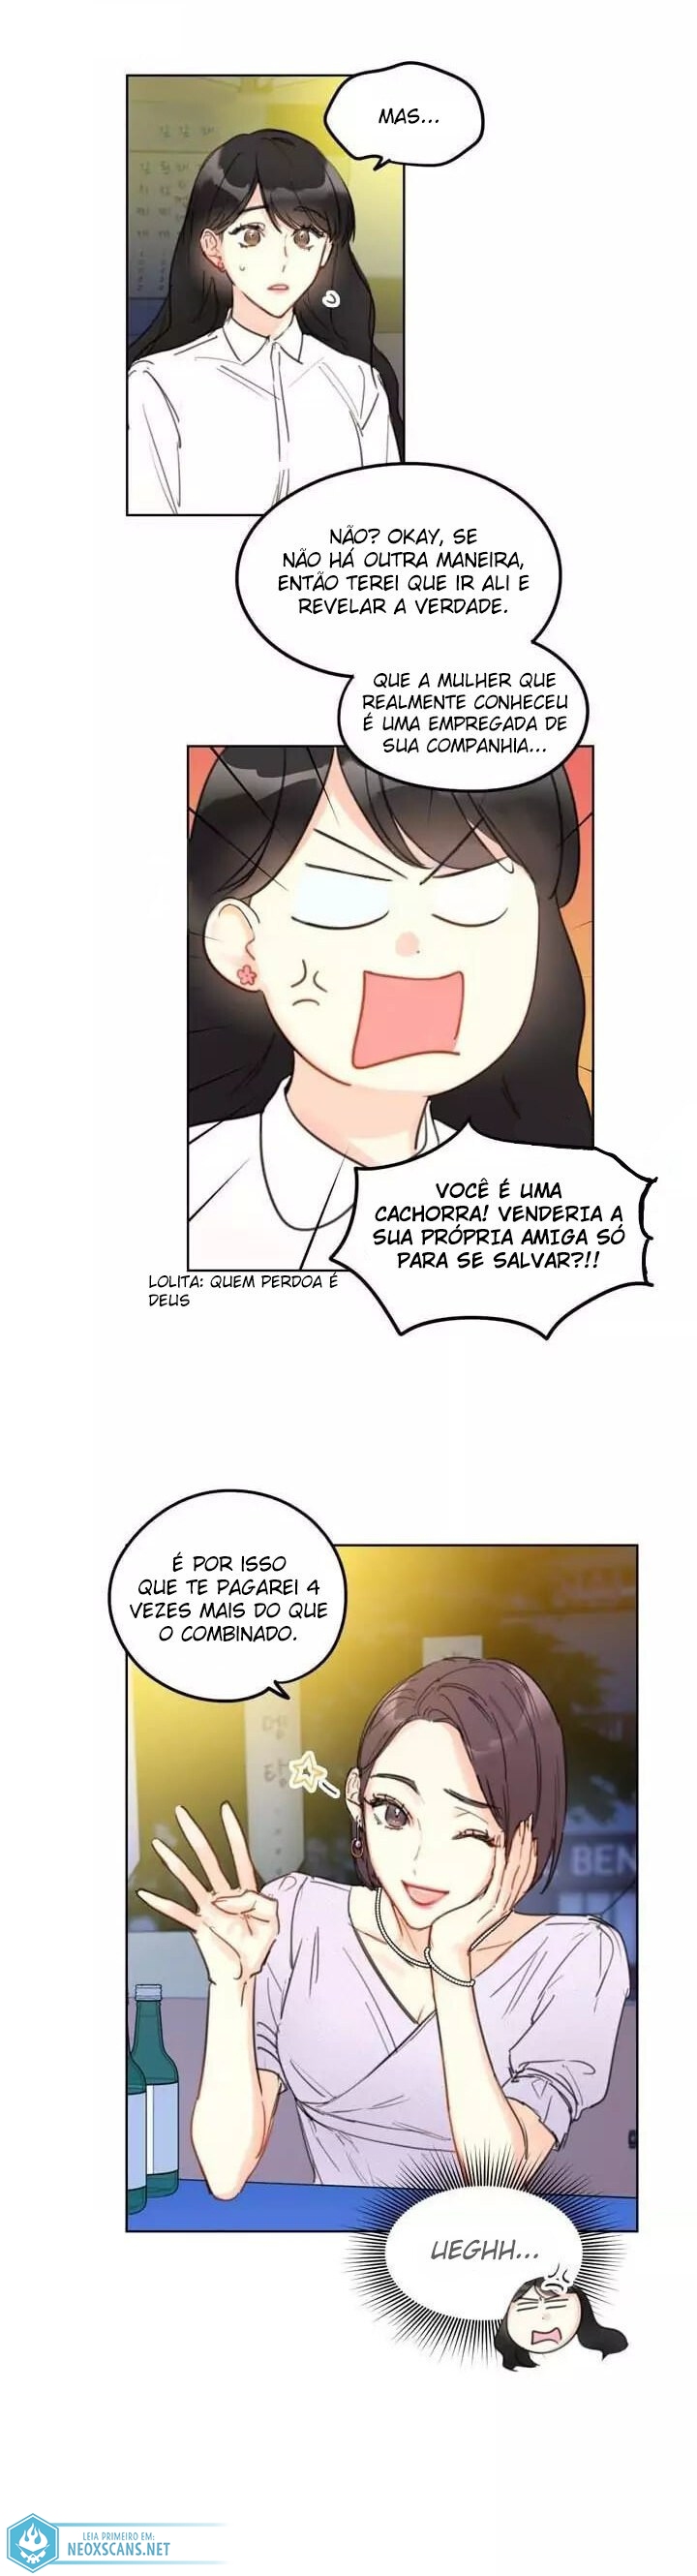 MAS...
NÃO? OKAY, SE
NÃO HÁ OUTRA MANEIRA,
ENTÃO TEREI QUE IR ALI E
REVELAR A VERDADE.
QUE A MULHER QUE
REALMENTE CONHECEU
É UMA EMPREGADA DE
SUA COMPANHIA...
VOCÊ É UMA
CACHORRA! VENDERIA A
SUA PRÓPRIA AMIGA SÓ
PARA SE SALVAR?!!
LOLITA: QUEM PERDOA É
DEUS
É POR ISSO
QUE TE PAGAREI 4
VEZES MAIS DO QUE
O COMBINADO.
BEN
UEGHH...
LEIA PRIMEIRO EM:
NEOXSCANS.NET